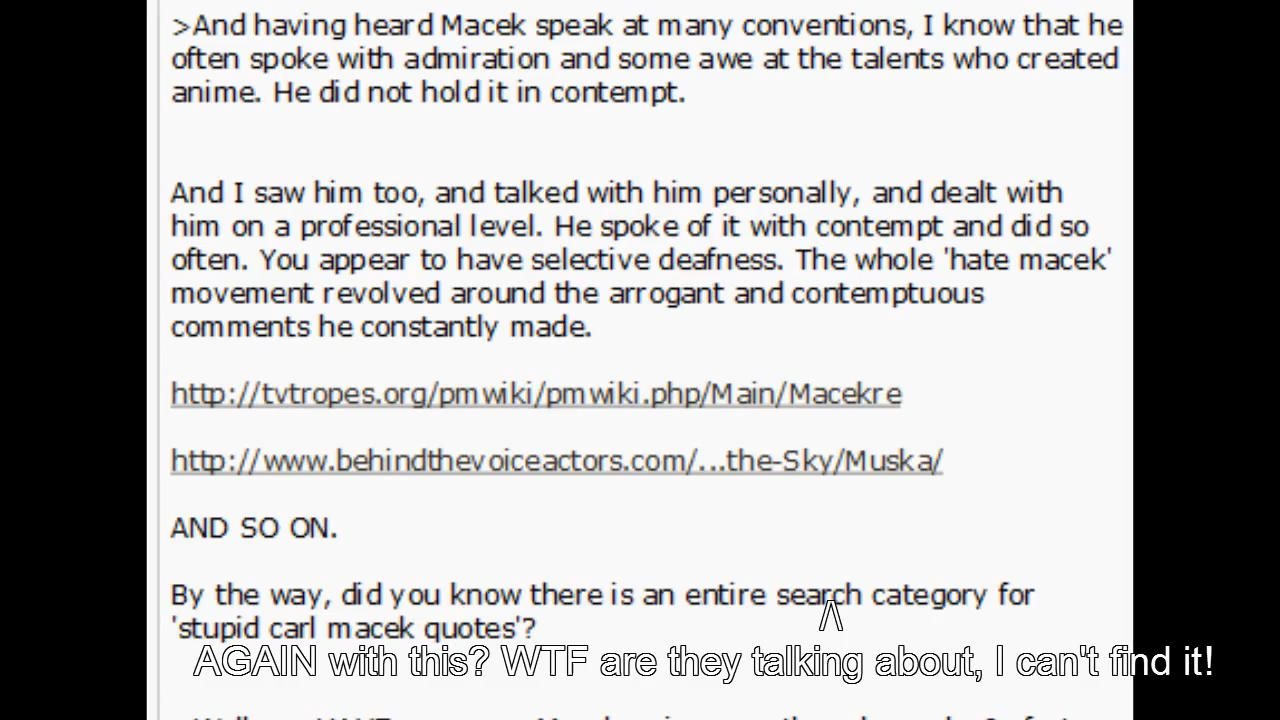 >And having heard Macek speak at many conventions, I know that he
often spoke with admiration and some awe at the talents who created
anime. He did not hold it in contempt.
And I saw him too, and talked with him personally, and dealt with
him on a professional level. He spoke of it with contempt and did so
often. You appear to have selective deafness. The whole 'hate macek'
movement revolved around the arrogant and contemptuous
comments he constantly made.
http://tvtropes.org/pmwiki/pmwiki.php/Main/Macekre
http://www.behindthevoiceactors.com/...the-Sky/Muska/
AND SO ON.
By the way, did you know there is an entire search category for
'stupid carl macek quotes'?
/\
AGAIN with this? WTF are they talking about, I can't find it!